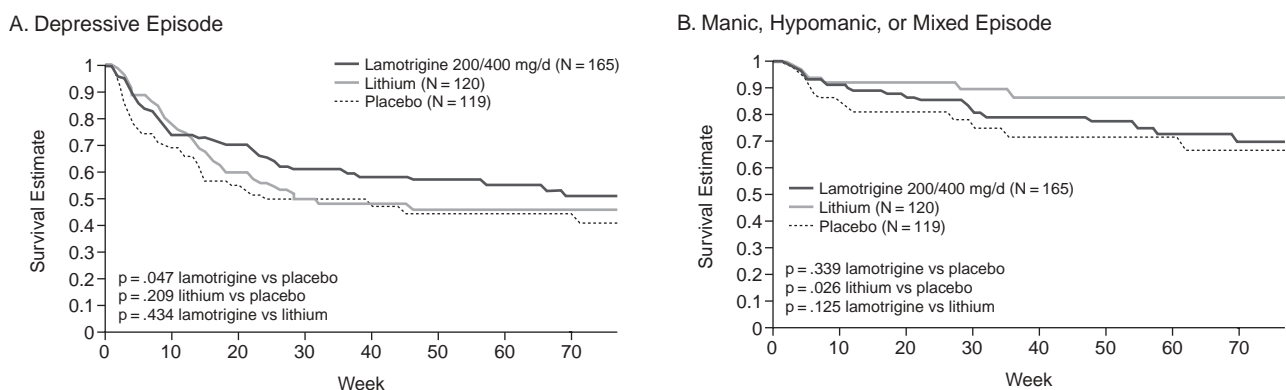 A. Depressive Episode
1
0.9
0.8
0.7
0.6
0.5
0.4
0.3
0.2
0.1
0
Survival Estimate
Lamotrigine 200/400 mg/d (N = 165)
Lithium (N = 120)
Placebo (N = 119)
p = .047 lamotrigine vs placebo
p = .209 lithium vs placebo
p = .434 lamotrigine vs lithium
0 10 20 30 40 50 60 70
Week
B. Manic, Hypomanic, or Mixed Episode
1
0.9
0.8
0.7
0.6
0.5
0.4
0.3
0.2
0.1
0
Survival Estimate
Lamotrigine 200/400 mg/d (N = 165)
Lithium (N = 120)
Placebo (N = 119)
p = .339 lamotrigine vs placebo
p = .026 lithium vs placebo
p = .125 lamotrigine vs lithium
0 10 20 30 40 50 60 70
Week